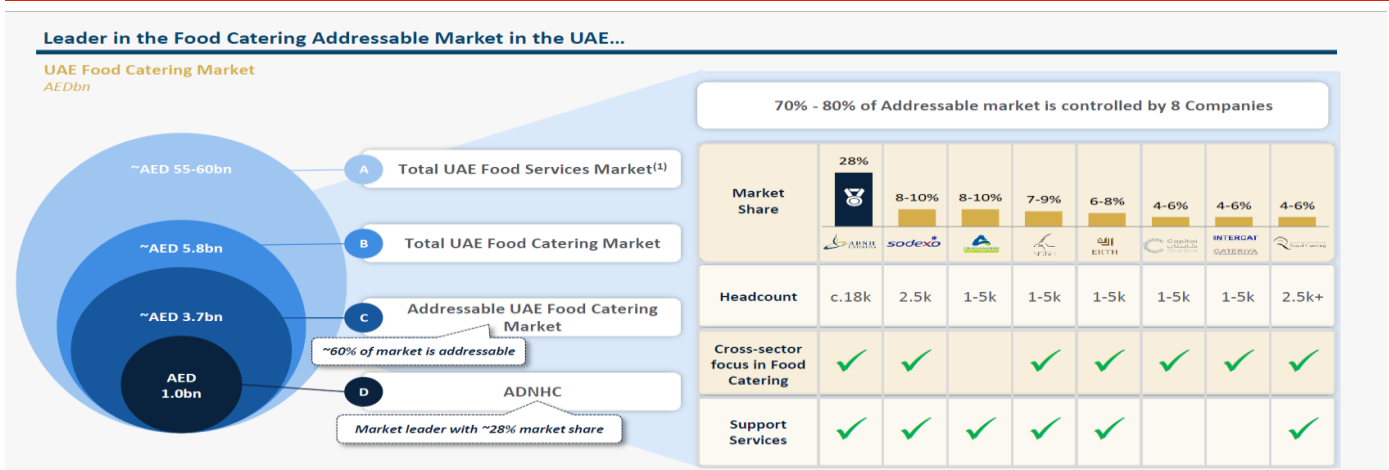 Leader in the Food Catering Addressable Market in the UAE...
UAE Food Catering Market
AEDbn
~AED 55-60bn
A
Total UAE Food Services Market(1)
~AED 5.8bn
B
Total UAE Food Catering Market
~AED 3.7bn
C
Addressable UAE Food Catering
Market
~60% of market is addressable
AED
1.0bn
D
ADNHC
Market leader with ~28% market share
70% - 80% of Addressable market is controlled by 8 Companies
Market
Share
28%
8-10%
8-10%
7-9%
6-8%
4-6%
4-6%
4-6%
sodexo
ERTH
Capital
INTERCAT
CATERIYA
Food Catering
Headcount
c.18k
2.5k
1-5k
1-5k
1-5k
1-5k
1-5k
2.5k+
Cross-sector
focus in Food
Catering
Support
Services